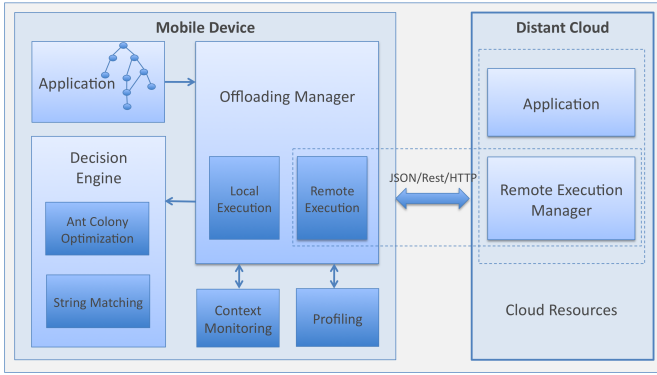 Mobile Device
Distant Cloud
Application
Offloading Manager
Application
Decision
Engine
Ant Colony
Optimization
String Matching
Local
Execution
Remote
Execution
JSON/Rest/HTTP
Remote Execution
Manager
Context
Monitoring
Profiling
Cloud Resources